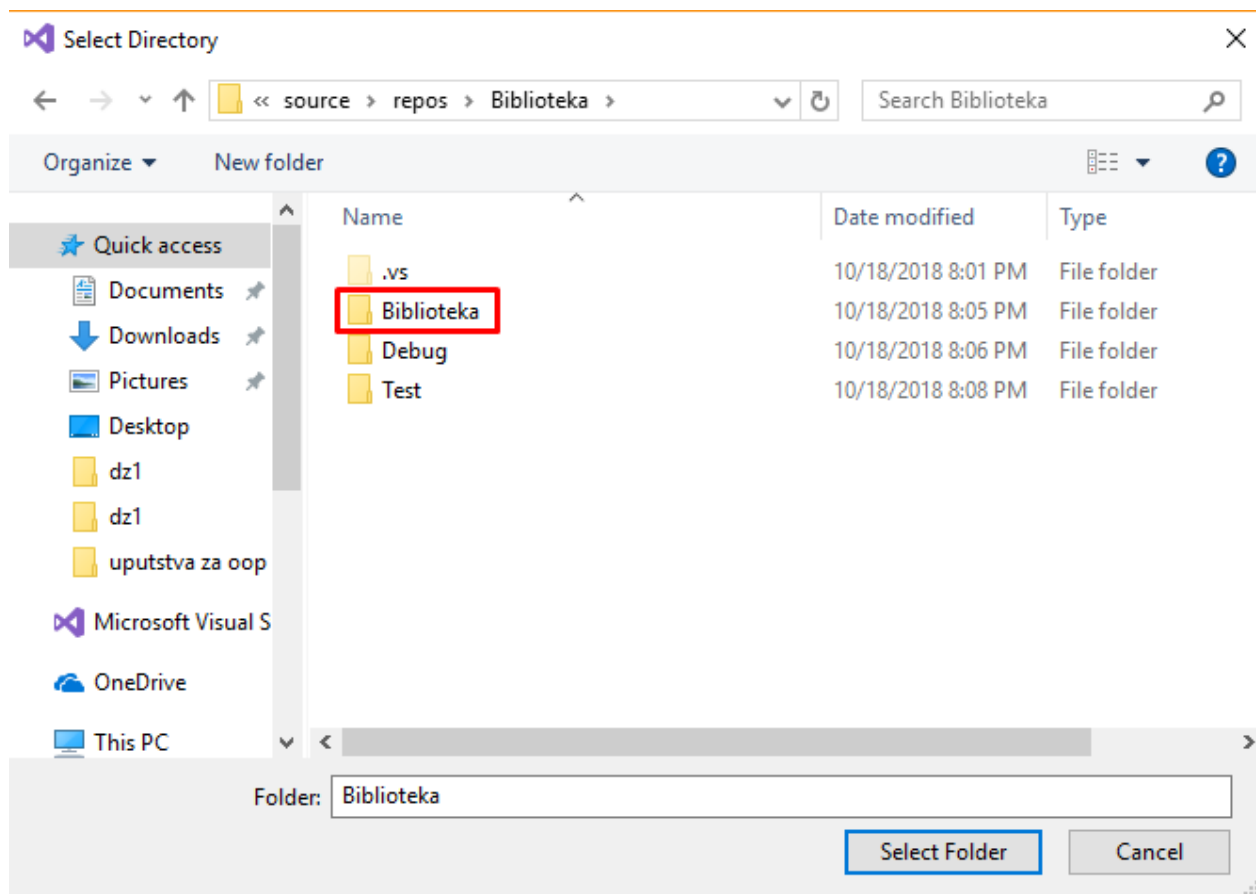 Select Directory
« source › repos › Biblioteka ›
Search Biblioteka
Organize
New folder
?
Name
Date modified
Type
Quick access
Documents
Downloads
Pictures
Desktop
dz1
dz1
uputstva za oop
Microsoft Visual S
OneDrive
This PC
.vs 10/18/2018 8:01 PM File folder
Biblioteka 10/18/2018 8:05 PM File folder
Debug 10/18/2018 8:06 PM File folder
Test 10/18/2018 8:08 PM File folder
Folder: Biblioteka
Select Folder
Cancel